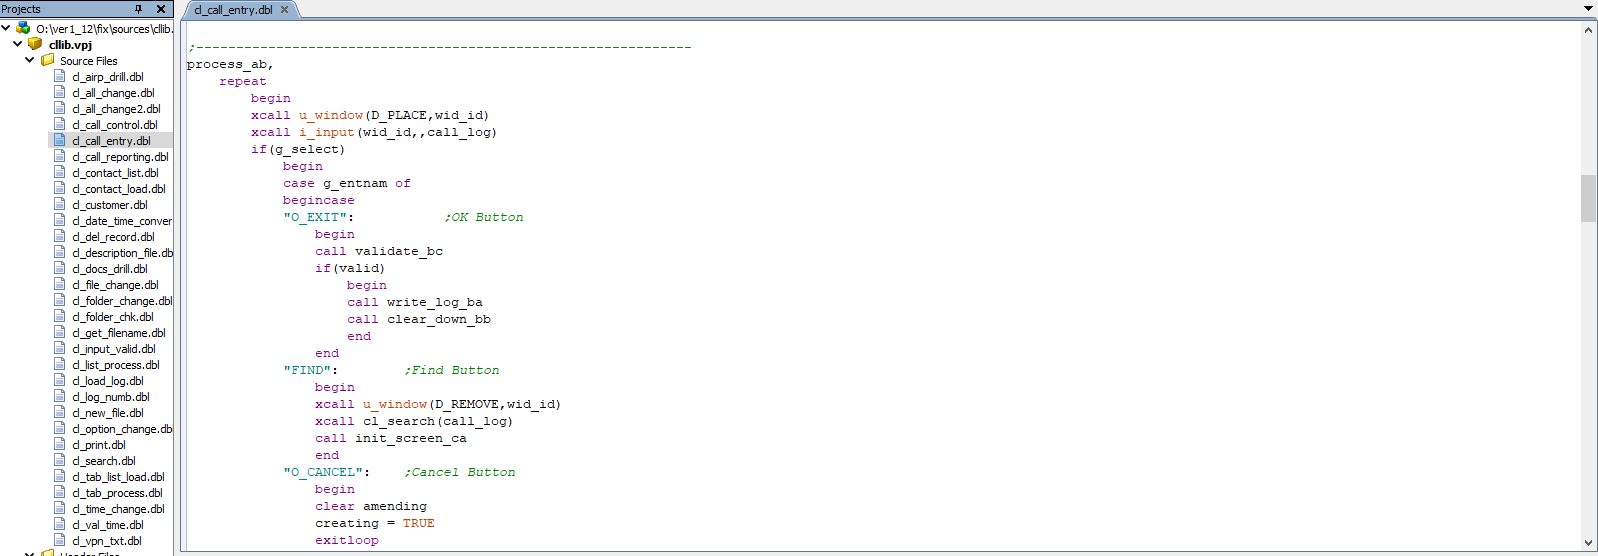 Projects
O:\ver1_12\fix\sources\cllib.
cllib.vpj
Source Files
cl_airp_drill.dbl
cl_all_change.dbl
cl_all_change2.dbl
cl_call_control.dbl
cl_call_entry.dbl
cl_call_reporting.dbl
cl_contact_list.dbl
cl_contact_load.dbl
cl_customer.dbl
cl_date_time_conver
cl_del_record.dbl
cl_description_file.db
cl_docs_drill.dbl
cl_file_change.dbl
cl_folder_change.dbl
cl_folder_chk.dbl
cl_get_filename.dbl
cl_input_valid.dbl
cl_list_process.dbl
cl_load_log.dbl
cl_log_numb.dbl
cl_new_file.dbl
cl_option_change.db
cl_print.dbl
cl_search.dbl
cl_tab_list_load.dbl
cl_tab_process.dbl
cl_time_change.dbl
cl_val_time.dbl
cl_vpn_txt.dbl
Header Files
cl_call_entry.dbl
;--------------------------------------------------------------
process_ab,
repeat
begin
xcall u_window(D_PLACE,wid_id)
xcall i_input(wid_id,,call_log)
if(g_select)
begin
case g_entnam of
begincase
"O_EXIT": ;OK Button
begin
call validate_bc
if(valid)
begin
call write_log_ba
call clear_down_bb
end
end
"FIND": ;Find Button
begin
xcall u_window(D_REMOVE,wid_id)
xcall cl_search(call_log)
call init_screen_ca
end
"O_CANCEL": ;Cancel Button
begin
clear amending
creating = TRUE
exitloop